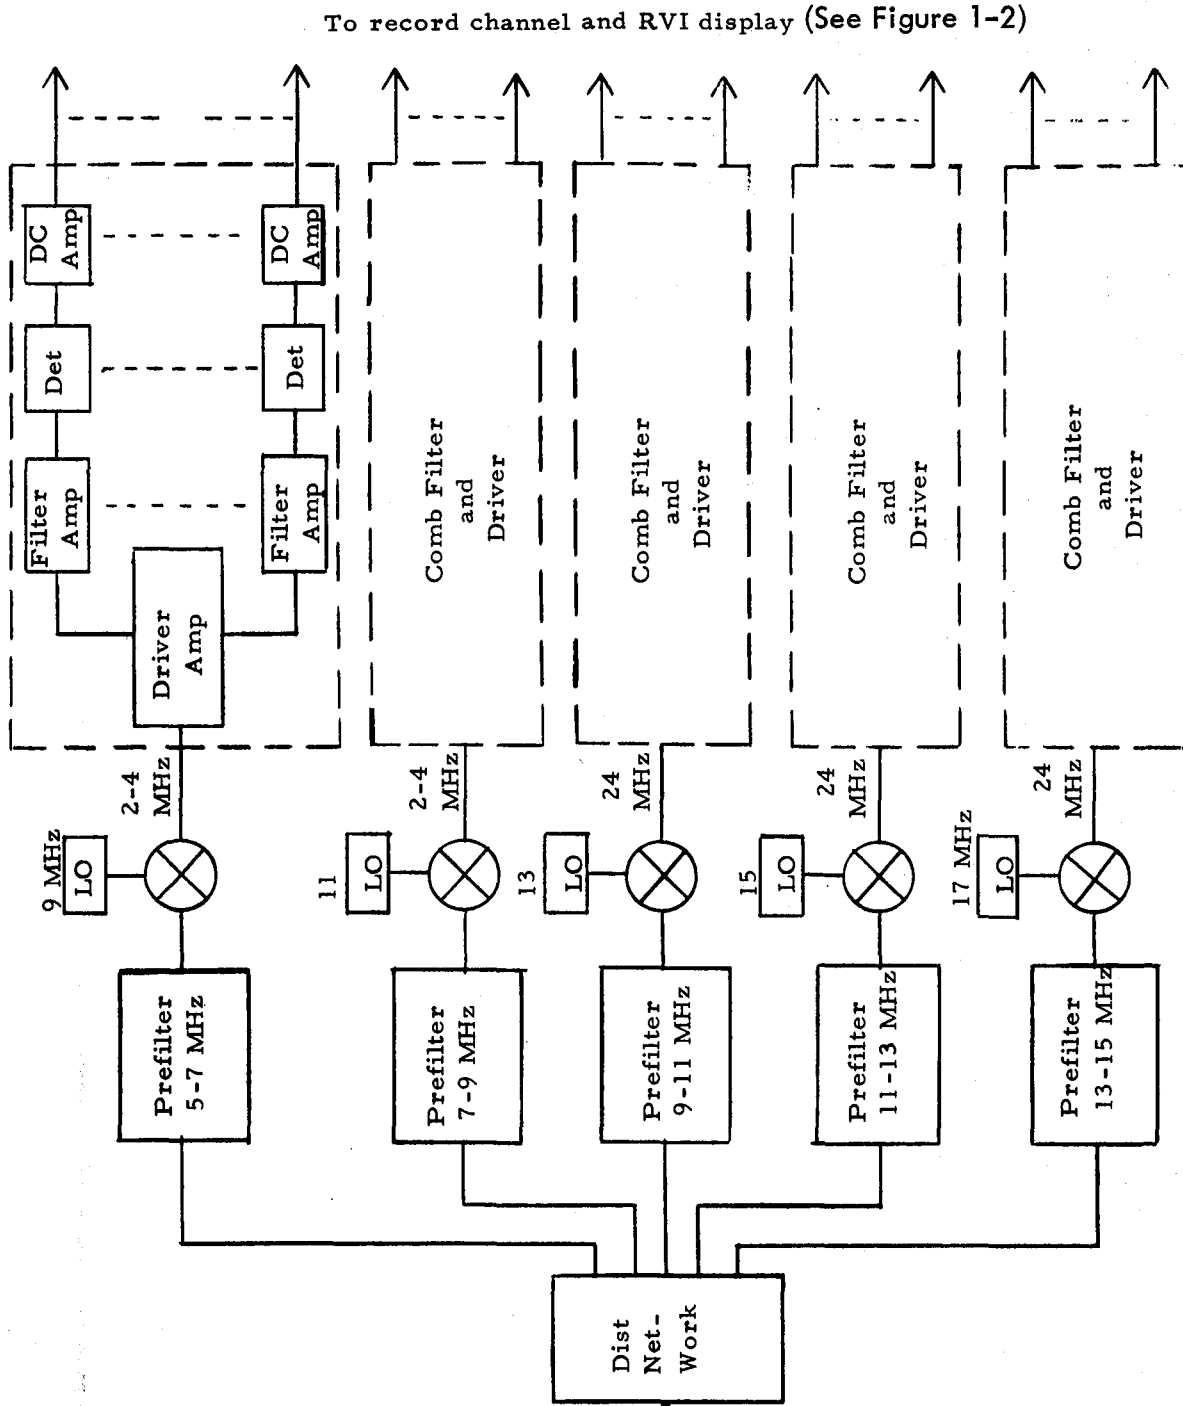 To record channel and RVI display (See Figure 1-2)
DC
Amp
DC
Amp
Det
Det
Filter
Amp
Filter
Amp
Driver
Amp
Comb Filter
and
Driver
Comb Filter
and
Driver
Comb Filter
and
Driver
Comb Filter
and
Driver
2-4
MHz
2-4
MHz
24
MHz
24
MHz
24
MHz
9 MHz
LO
11
LO
13
LO
15
LO
17 MHz
LO
Prefilter
5-7 MHz
Prefilter
7-9 MHz
Prefilter
9-11 MHz
Prefilter
11-13 MHz
Prefilter
13-15 MHz
Dist
Net-
Work